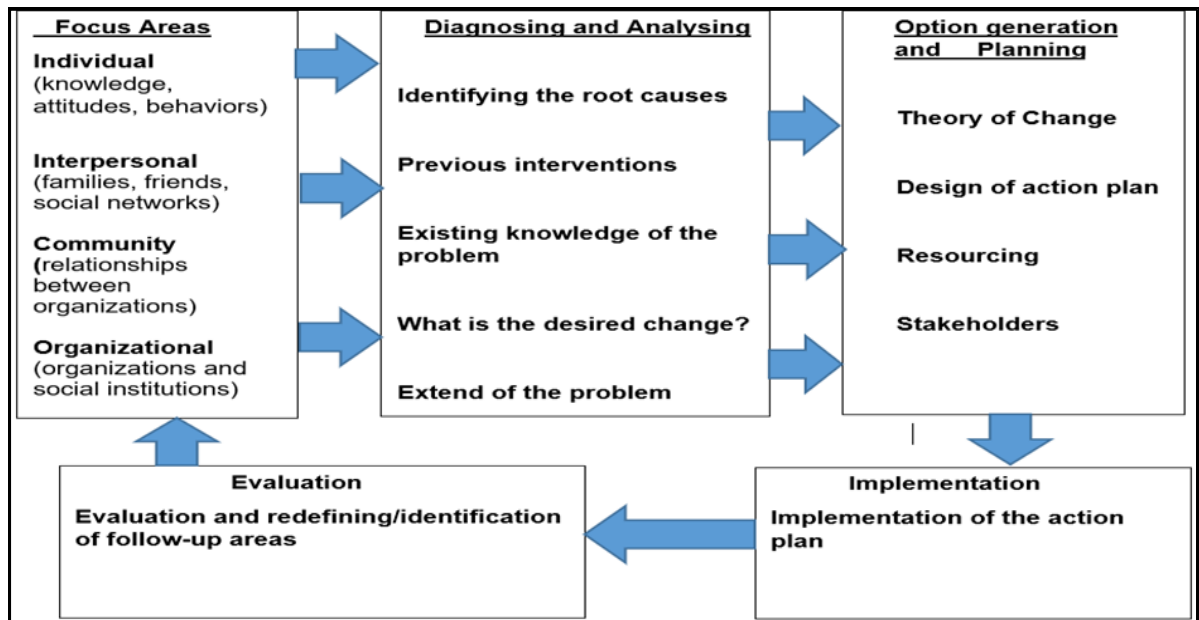 Focus Areas
Individual
(knowledge,
attitudes, behaviors)
Interpersonal
(families, friends,
social networks)
Community
(relationships
between
organizations)
Organizational
(organizations and
social institutions)
Diagnosing and Analysing
Identifying the root causes
Previous interventions
Existing knowledge of the
problem
What is the desired change?
Extend of the problem
Option generation
and Planning
Theory of Change
Design of action plan
Resourcing
Stakeholders
Implementation
Implementation of the action
plan
Evaluation
Evaluation and redefining/identification
of follow-up areas